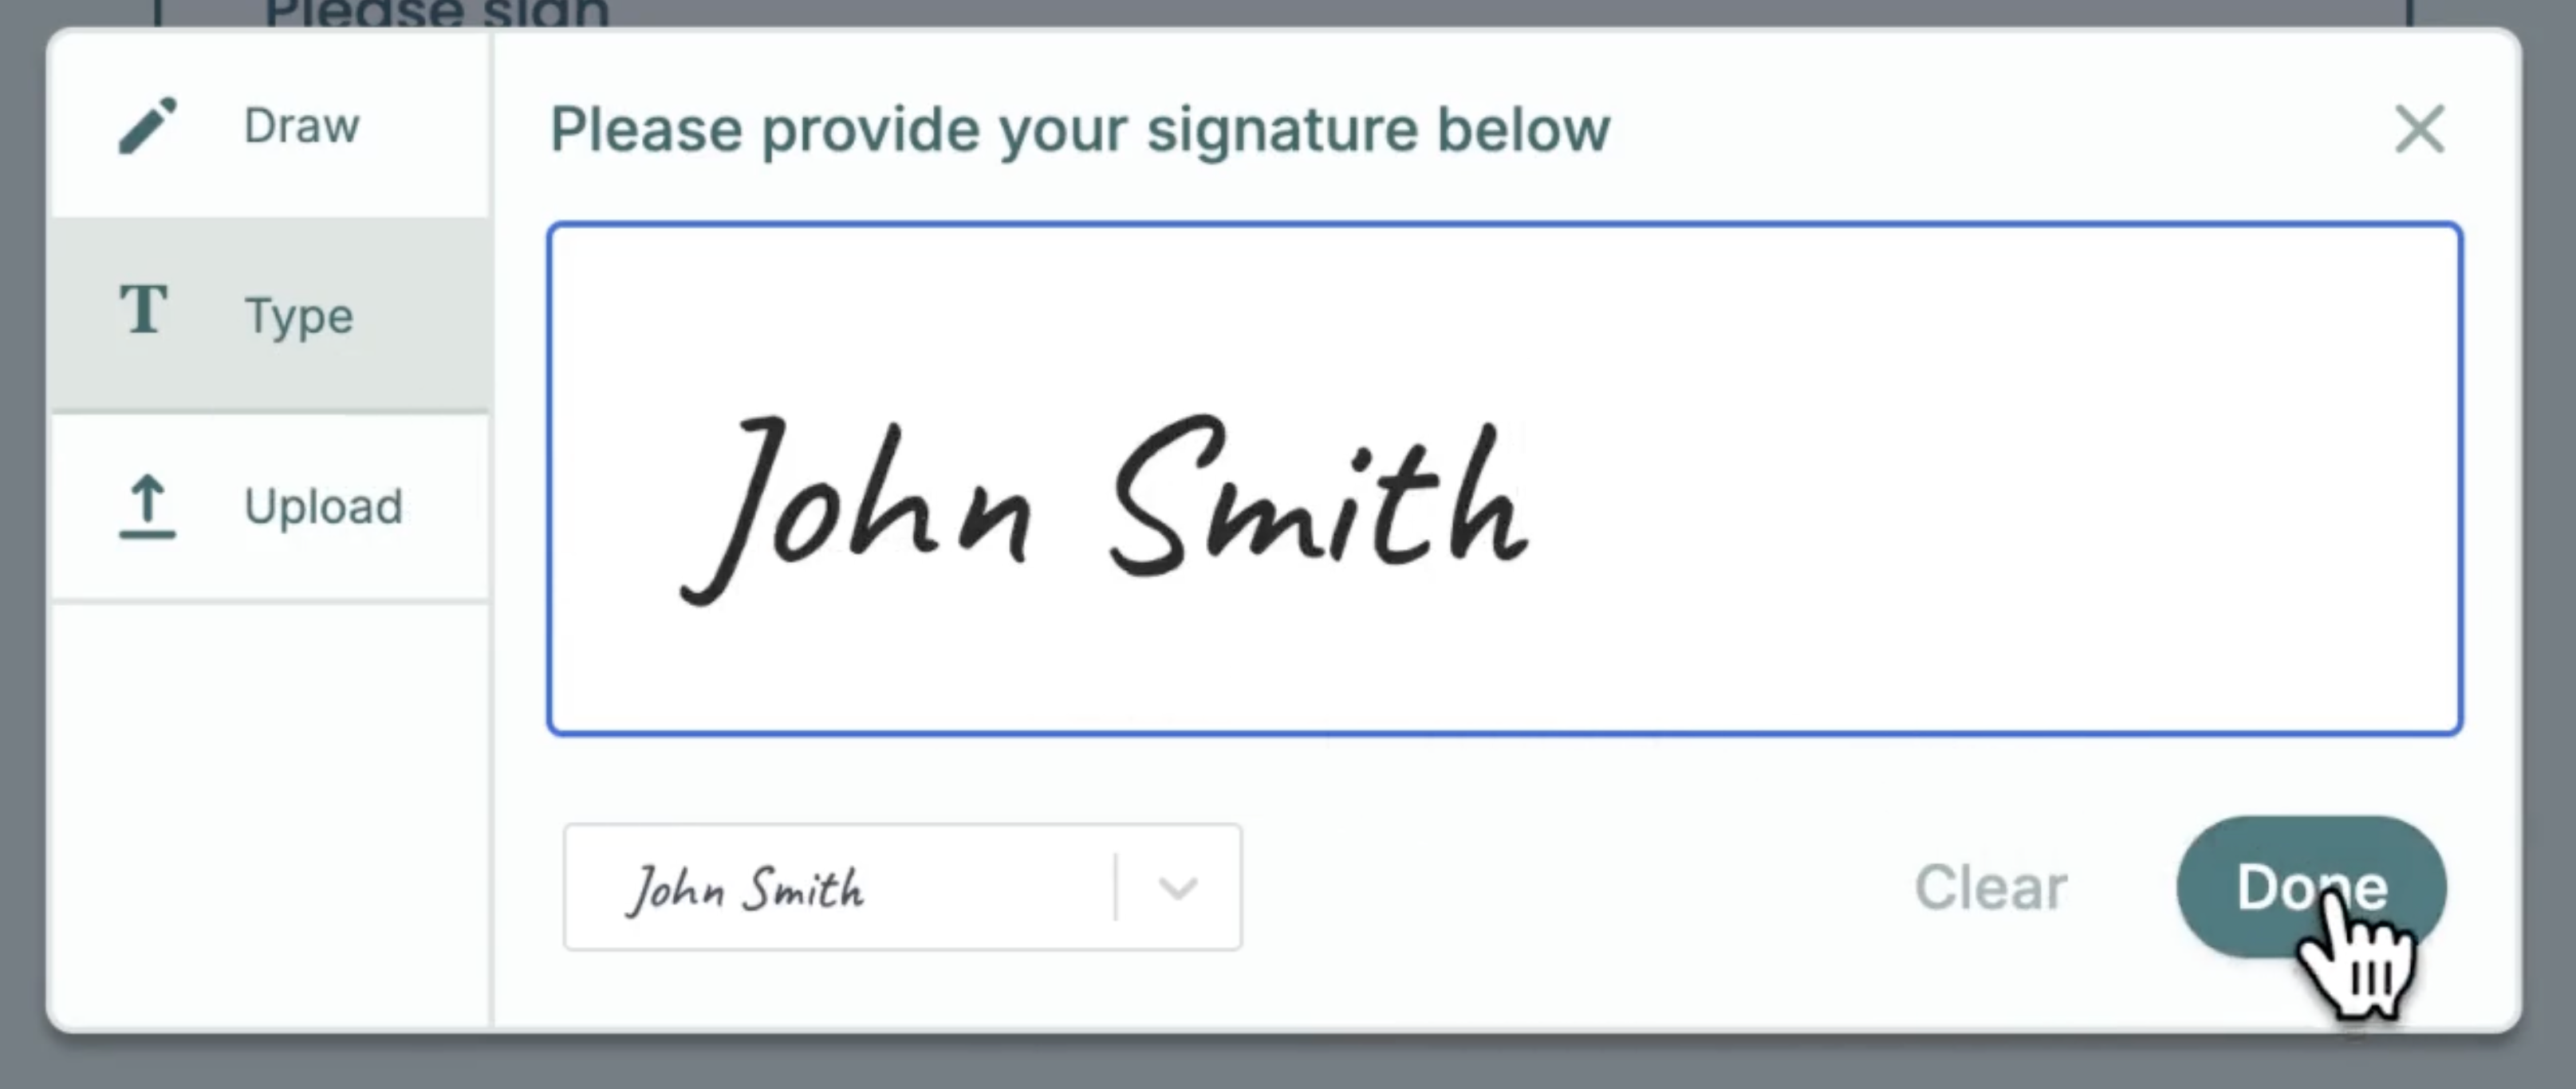 Please sign
Draw
Type
Upload
Please provide your signature below
John Smith
John Smith
Clear
Done